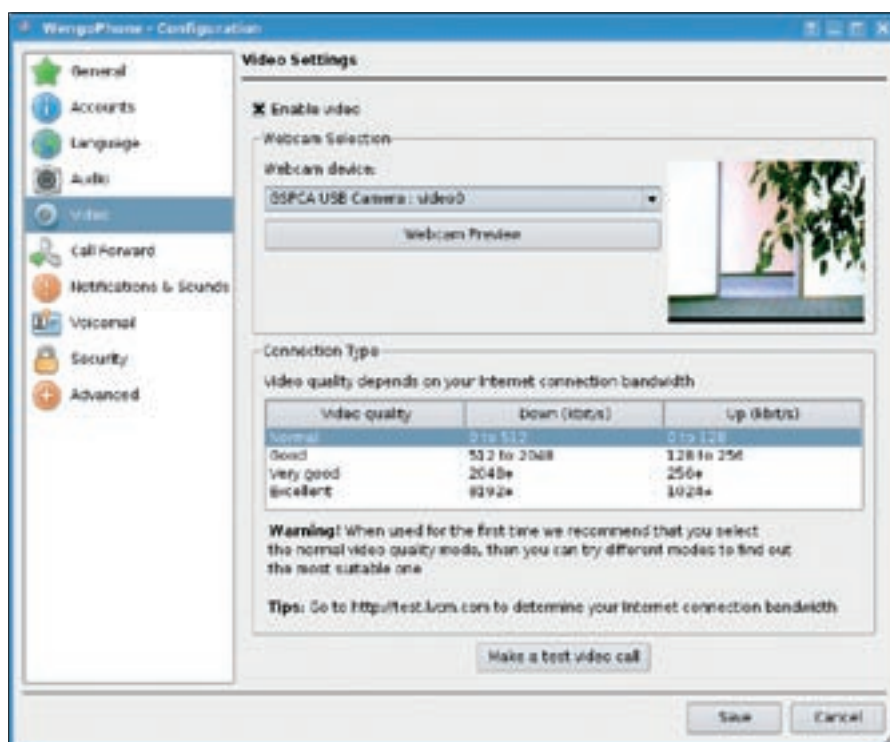 WengoPhone - Configuration
General
Accounts
Language
Audio
Video
Call Forward
Notifications & Sounds
Voicemail
Security
Advanced
Video Settings
Enable video
Webcam Selection
Webcam device:
GSPCA USB Camera : video0
Webcam Preview
Connection Type
Video quality depends on your Internet connection bandwidth
Video quality Down (kbit/s) Up (kbit/s)
Normal 0 to 512 0 to 128
Good 512 to 2048 128 to 256
Very good 2048+ 256+
Excellent 8192+ 1024+
Warning! When used for the first time we recommend that you select
the normal video quality mode, then you can try different modes to find out
the most suitable one
Tips: Go to to determine your Internet connection bandwidth
Make a test video call
Save Cancel